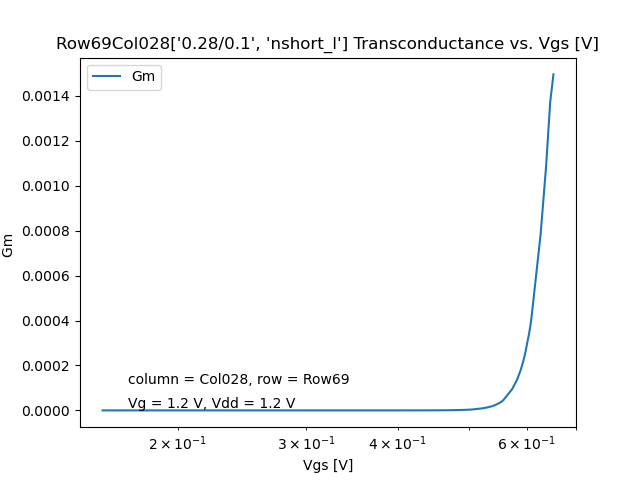 Row69Col028['0.28/0.1', 'nshort_l'] Transconductance vs. Vgs [V]
Gm
0.0014
0.0012
0.0010
0.0008
0.0006
0.0004
0.0002
0.0000
Gm
column = Col028, row = Row69
Vg = 1.2 V, Vdd = 1.2 V
2 × 10⁻¹ 3 × 10⁻¹ 4 × 10⁻¹ 6 × 10⁻¹
Vgs [V]